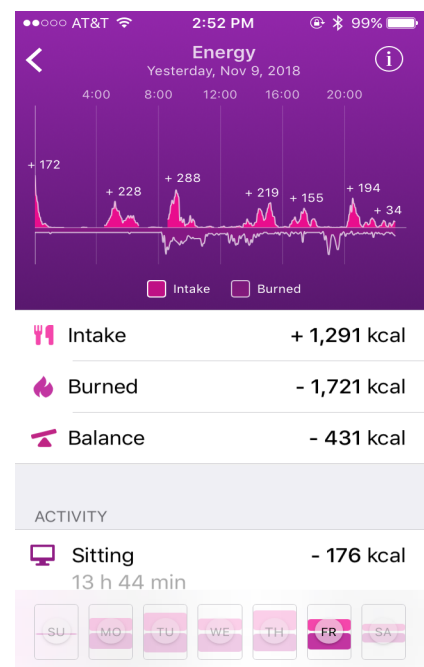 AT&T 2:52 PM 99%
Energy
Yesterday, Nov 9, 2018
i
4:00 8:00 12:00 16:00 20:00
+ 172
+ 228
+ 288
+ 219
+ 155
+ 194
+ 34
Intake Burned
Intake + 1,291 kcal
Burned - 1,721 kcal
Balance - 431 kcal
ACTIVITY
Sitting - 176 kcal
13 h 44 min
SU MO TU WE TH FR SA